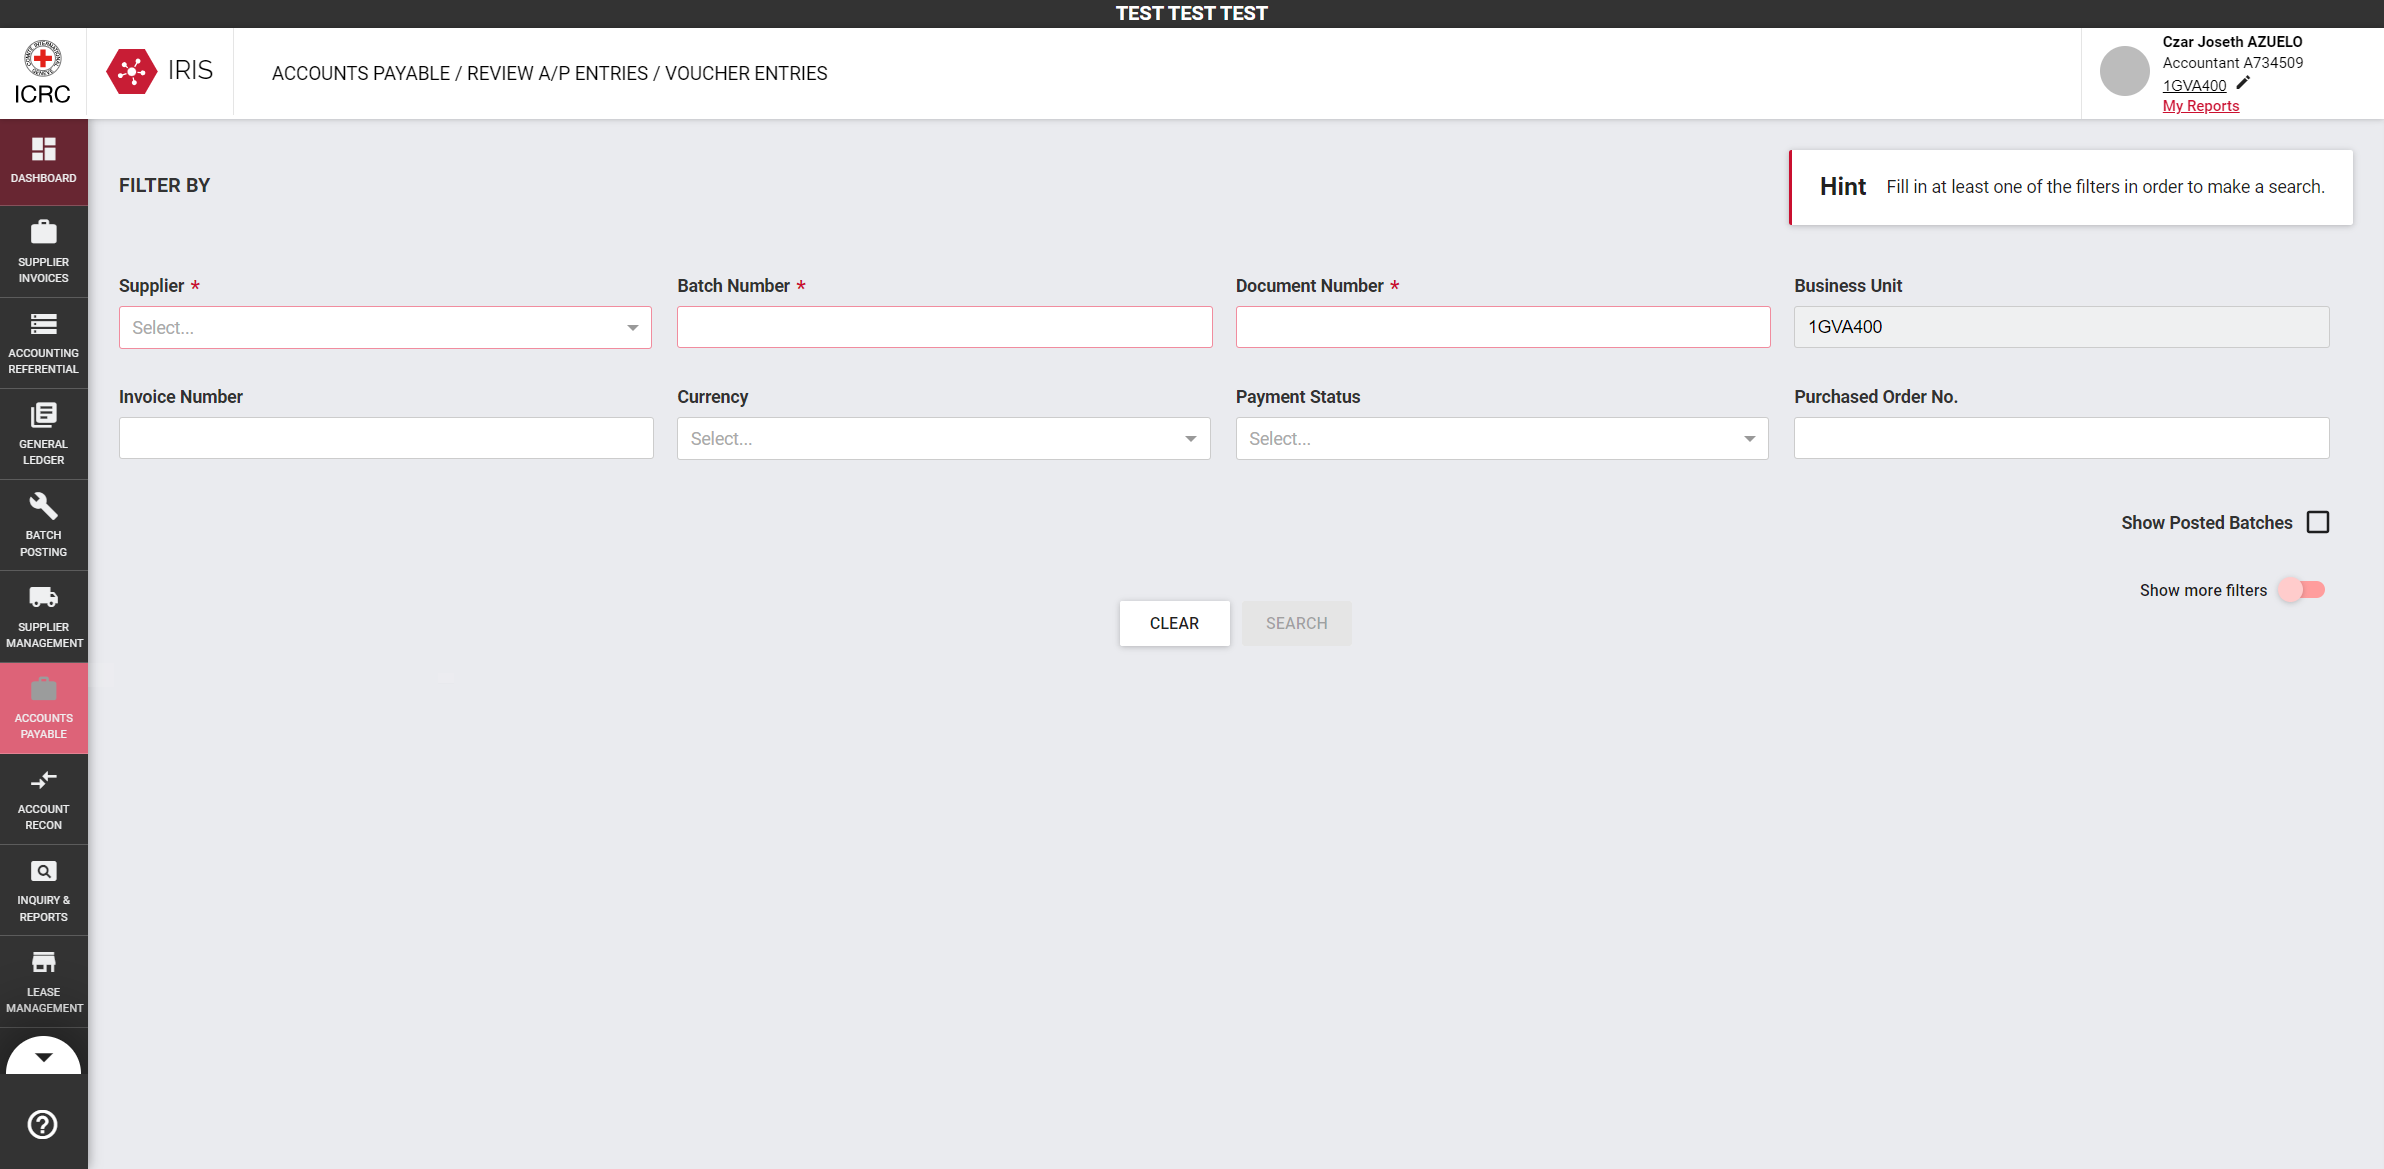 TEST TEST TEST
ICRC
IRIS
ACCOUNTS PAYABLE / REVIEW A/P ENTRIES / VOUCHER ENTRIES
Czar Joseth AZUELO
Accountant A734509
1GVA400
My Reports
DASHBOARD
SUPPLIER
INVOICES
ACCOUNTING
REFERENTIAL
GENERAL
LEDGER
BATCH
POSTING
SUPPLIER
MANAGEMENT
ACCOUNTS
PAYABLE
ACCOUNT
RECON
INQUIRY &
REPORTS
LEASE
MANAGEMENT
FILTER BY
Hint Fill in at least one of the filters in order to make a search.
Supplier * Batch Number * Document Number * Business Unit
Select... 1GVA400
Invoice Number Currency Payment Status Purchased Order No.
Select... Select...
Show Posted Batches
Show more filters
CLEAR SEARCH